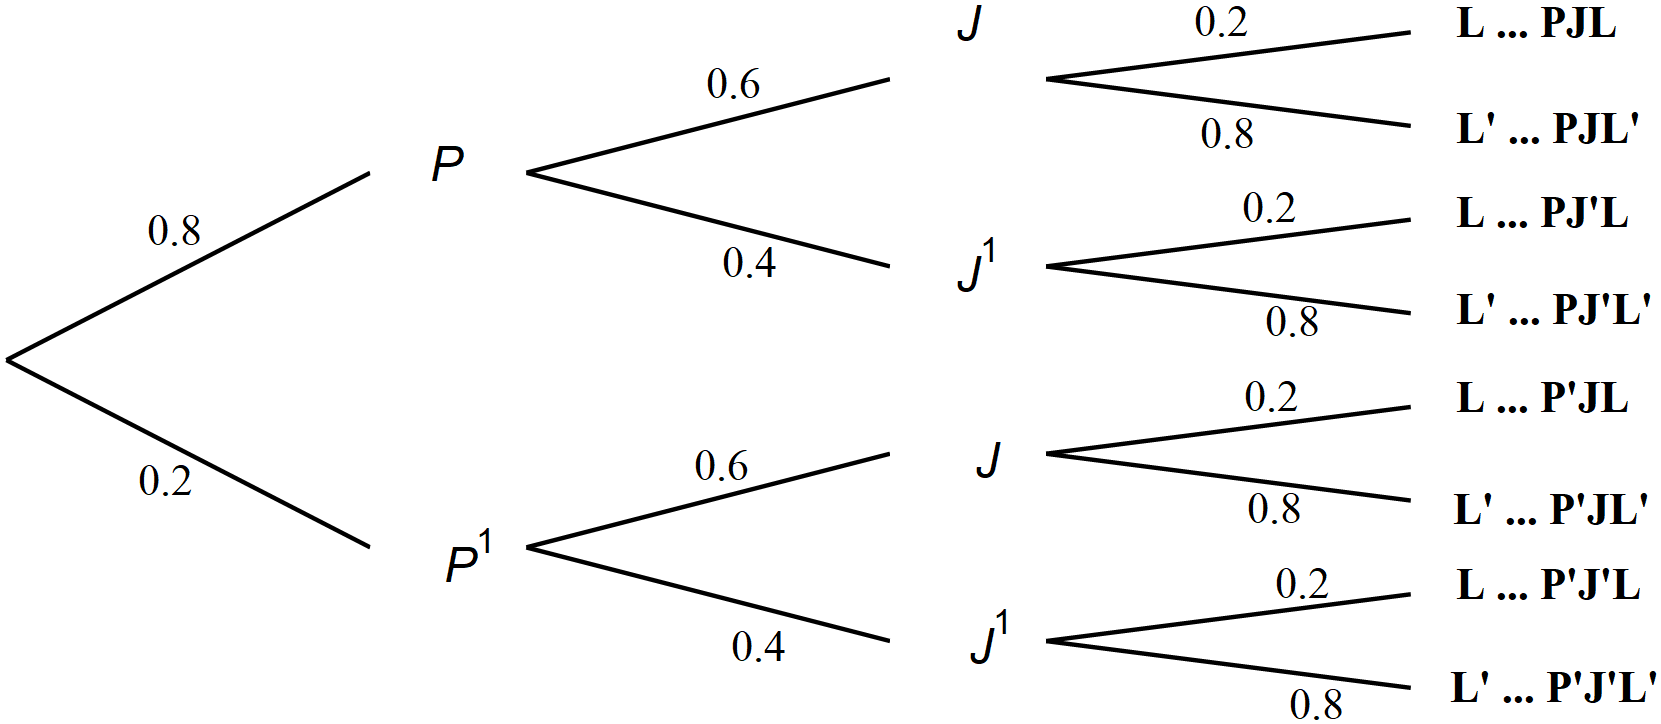 J
0.2
L ... PJL
0.6
0.8
L' ... PJL'
P
0.8
0.4
J¹
0.2
L ... PJ'L
0.8
L' ... PJ'L'
0.2
P¹
0.6
J
0.2
L ... P'JL
0.8
L' ... P'JL'
0.4
J¹
0.2
L ... P'J'L
0.8
L' ... P'J'L'